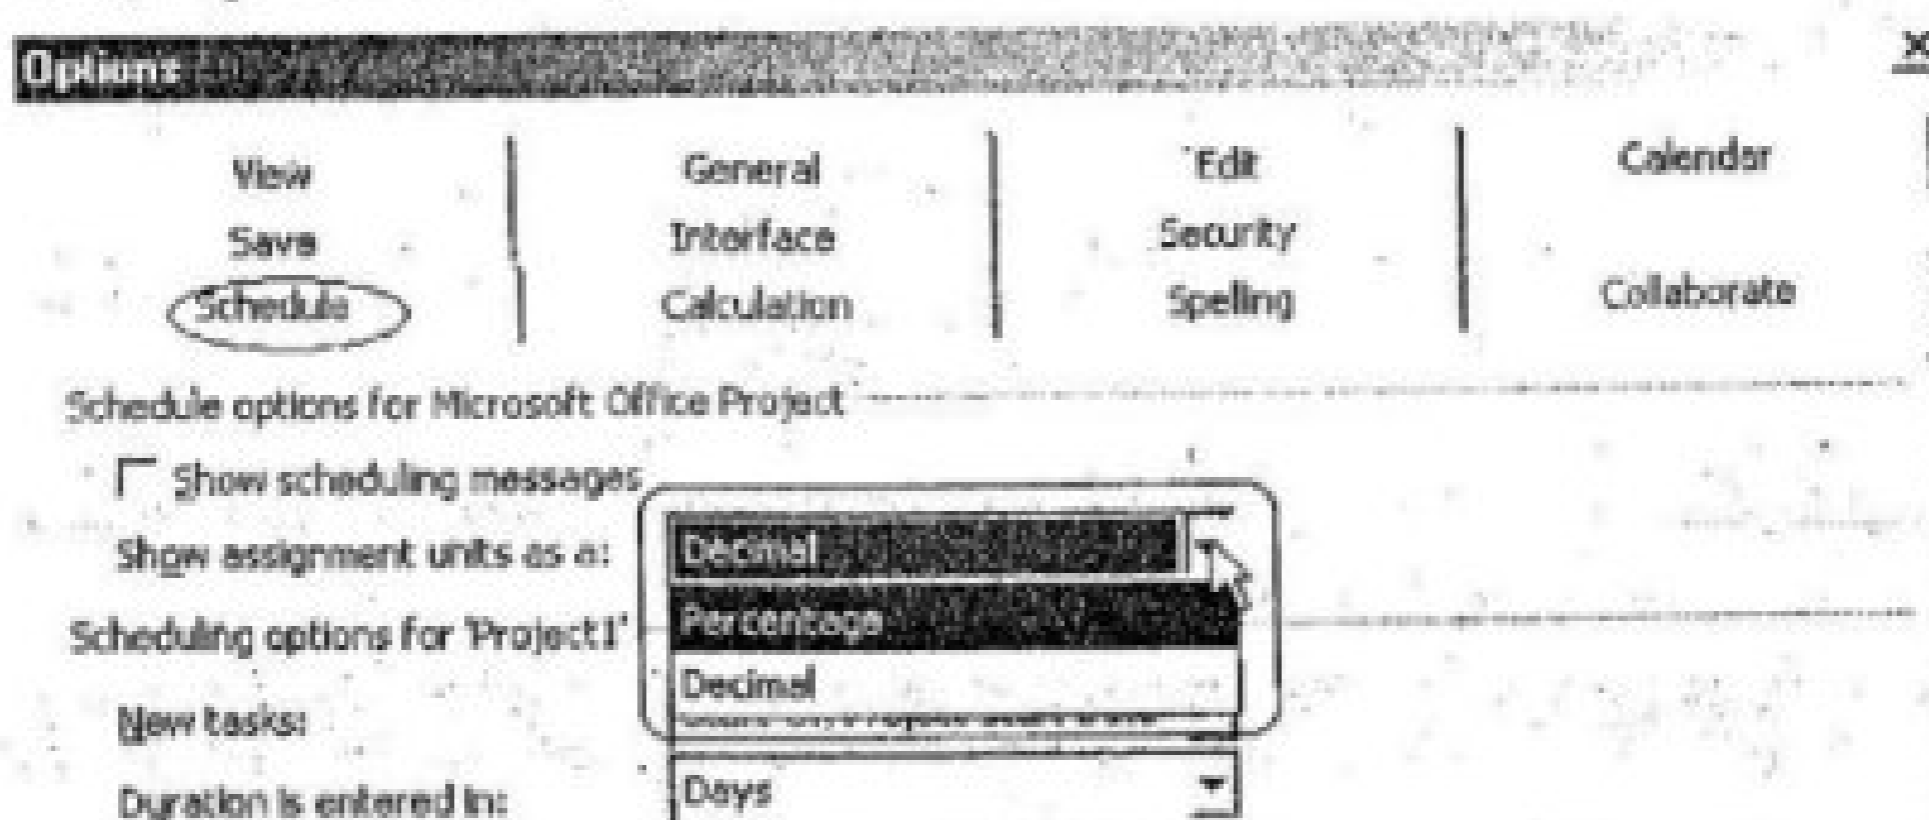 Options
View General Edit Calendar
Save Interface Security
Schedule Calculation Spelling Collaborate
Schedule options for Microsoft Office Project
Show scheduling messages
Show assignment units as a: Decimal
Percentage
Scheduling options for 'Project1'
Decimal
New tasks:
Duration is entered in: Days